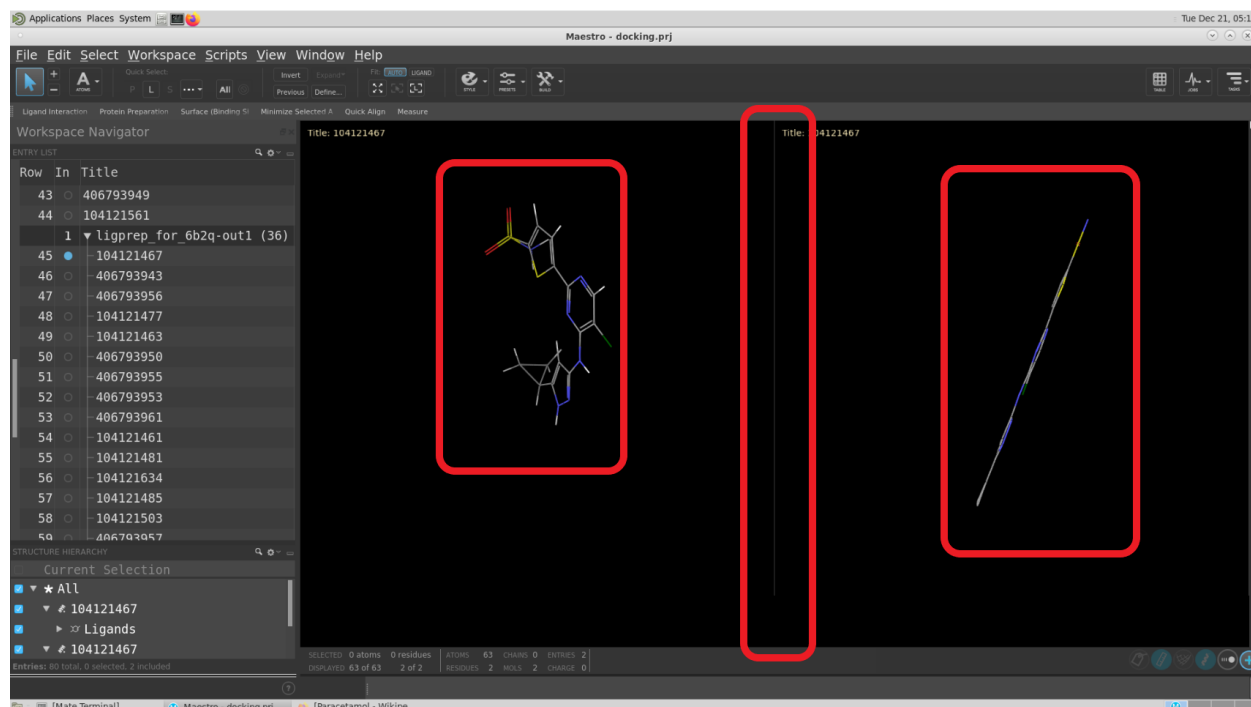 Applications Places System
Tue Dec 21, 05:1
Maestro - docking.prj
File Edit Select Workspace Scripts View Window Help
Quick Select:
Invert Expand*
Fit: AUTO LIGAND
A
ATOMS
P L S All
Previous Define...
STYLE PRESETS BUILD
TABLE JOBS TASKS
Ligand Interaction Protein Preparation Surface (Binding Si Minimize Selected A Quick Align Measure
Workspace Navigator
Title: 104121467
Title: 104121467
ENTRY LIST
Row In Title
43 406793949
44 104121561
1 ligprep_for_6b2q-out1 (36)
45 104121467
46 406793943
47 406793956
48 104121477
49 104121463
50 406793950
51 406793955
52 406793953
53 406793961
54 104121461
55 104121481
56 104121634
57 104121485
58 104121503
59 406793957
STRUCTURE HIERARCHY
Current Selection
All
104121467
Ligands
104121467
Entries: 80 total, 0 selected, 2 included
SELECTED 0 atoms 0 residues ATOMS 63 CHAINS 0 ENTRIES 2
DISPLAYED 63 of 63 2 of 2 RESIDUES 2 MOLS 2 CHARGE 0
[Mate Terminal] Maestro - docking.prj [Paracetamol - Wikipe